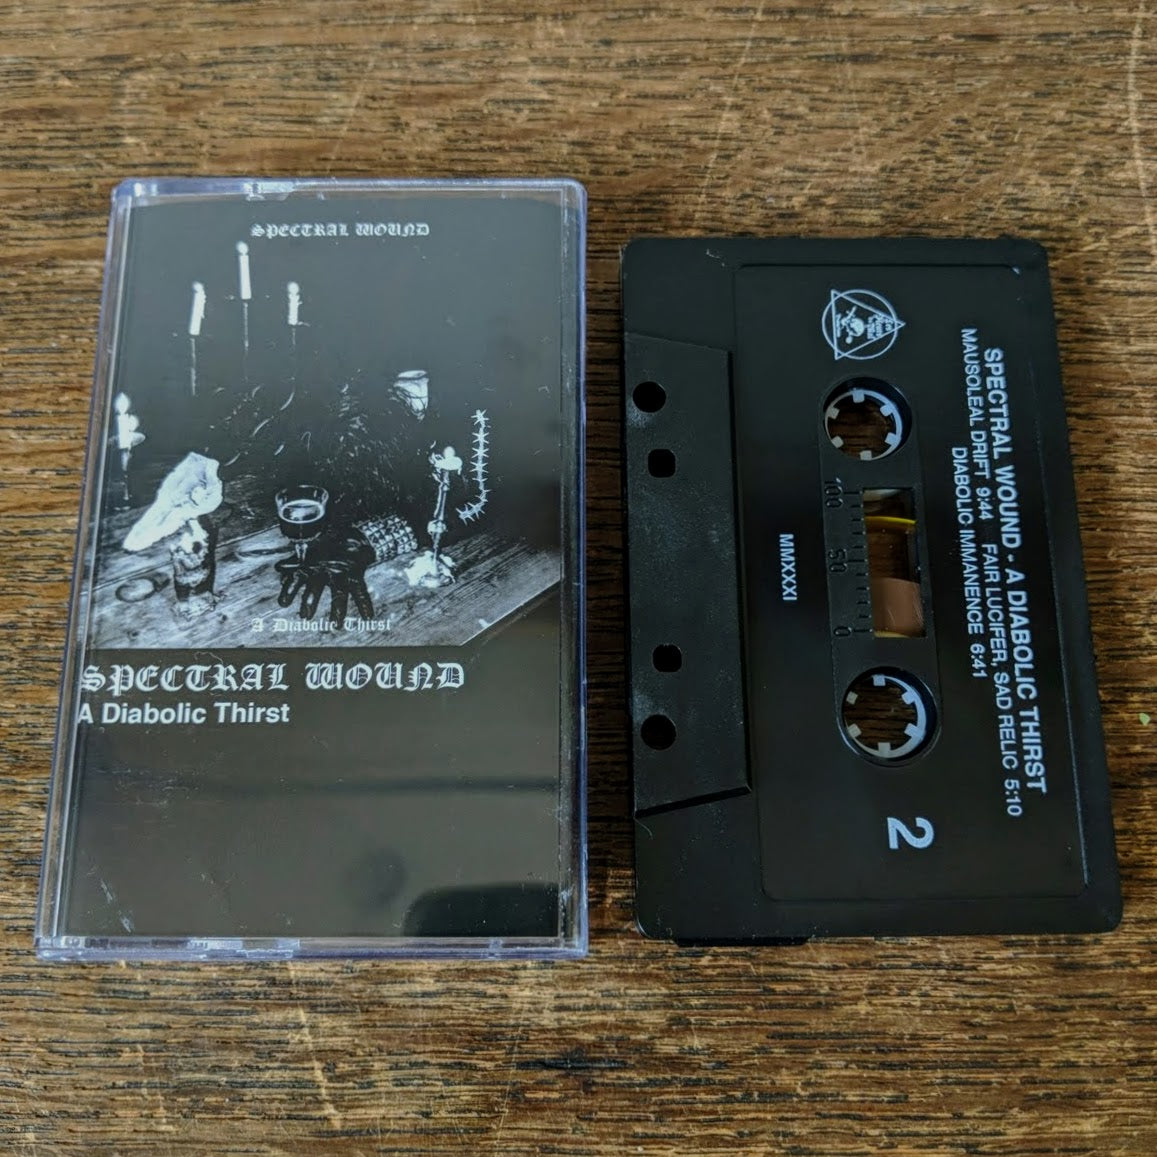 SPECTRAL WOUND
A Diabolic Thirst
SPECTRAL WOUND
A Diabolic Thirst
SPECTRAL WOUND - A DIABOLIC THIRST
MAUSOLEAL DRIFT 9:44 FAIR LUCIFER, SAD RELIC 5:10
DIABOLIC IMMANENCE 6:41
100 50 0
MMXXXI
2